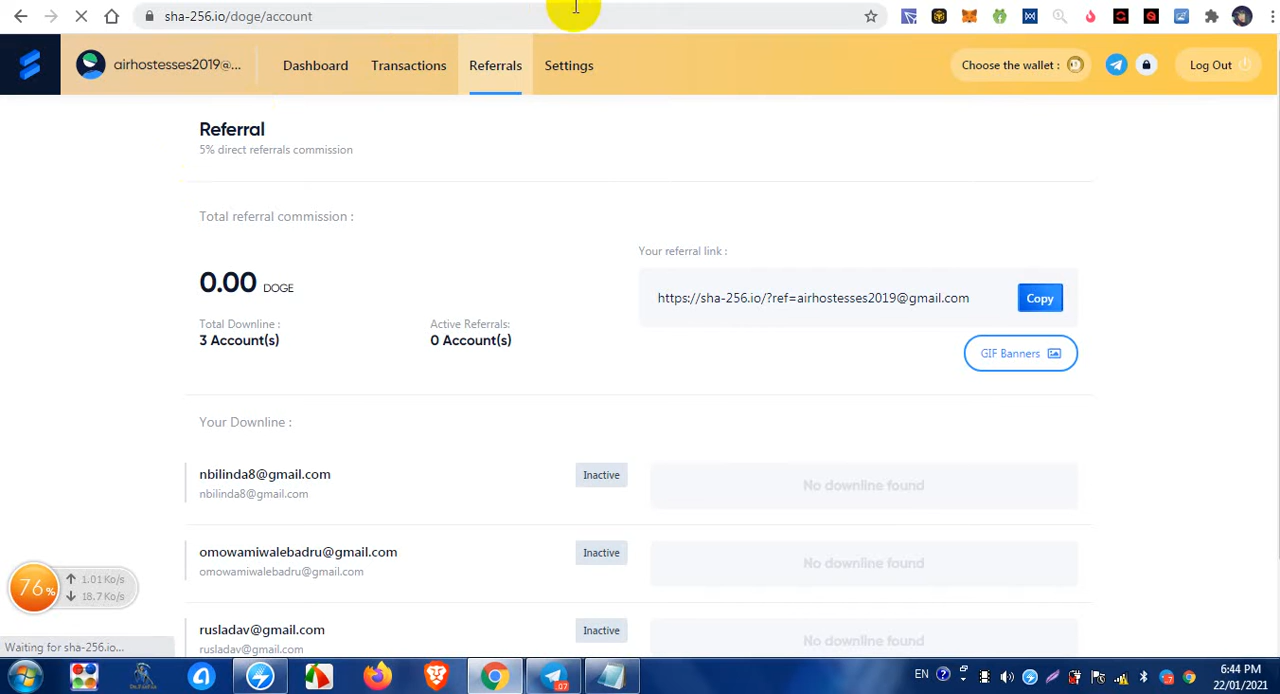 sha-256.io/doge/account
airhostesses2019@...
Dashboard
Transactions
Referrals
Settings
Choose the wallet :
Log Out
Referral
5% direct referrals commission
Total referral commission :
0.00 DOGE
Total Downline :
3 Account(s)
Active Referrals:
0 Account(s)
Your referral link :
https://sha-256.io/?ref=airhostesses2019@gmail.com
Copy
GIF Banners
Your Downline :
nbilinda8@gmail.com
nbilinda8@gmail.com
Inactive
No downline found
omowamiwalebadru@gmail.com
omowamiwalebadru@gmail.com
Inactive
No downline found
rusladav@gmail.com
rusladav@gmail.com
Inactive
No downline found
76%
1.01 Ko/s
18.7 Ko/s
Waiting for sha-256.io...
EN
6:44 PM
22/01/2021